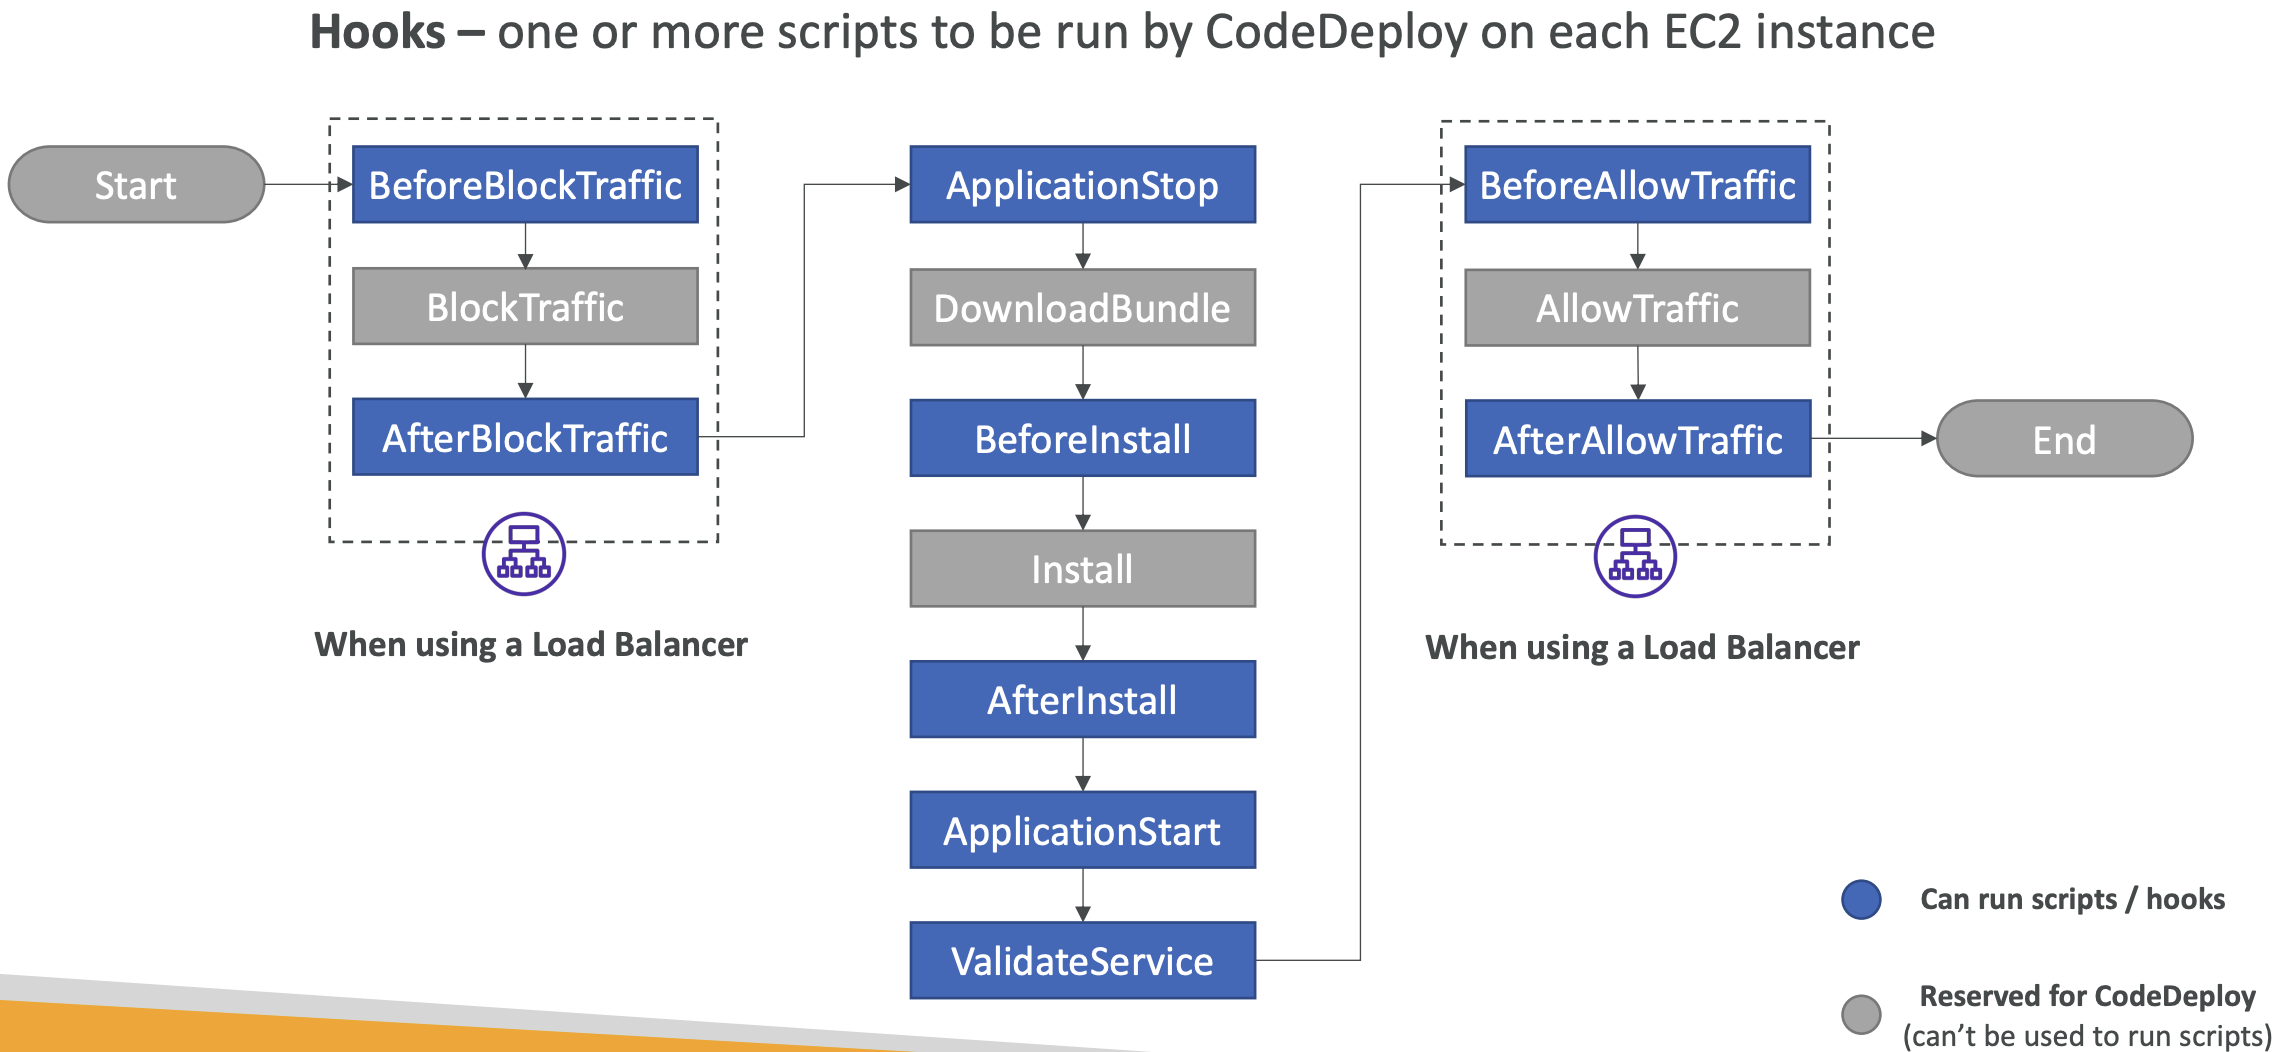 Hooks – one or more scripts to be run by CodeDeploy on each EC2 instance
Start
BeforeBlockTraffic
BlockTraffic
AfterBlockTraffic
When using a Load Balancer
ApplicationStop
DownloadBundle
BeforeInstall
Install
AfterInstall
ApplicationStart
ValidateService
BeforeAllowTraffic
AllowTraffic
AfterAllowTraffic
When using a Load Balancer
End
Can run scripts / hooks
Reserved for CodeDeploy
(can’t be used to run scripts)